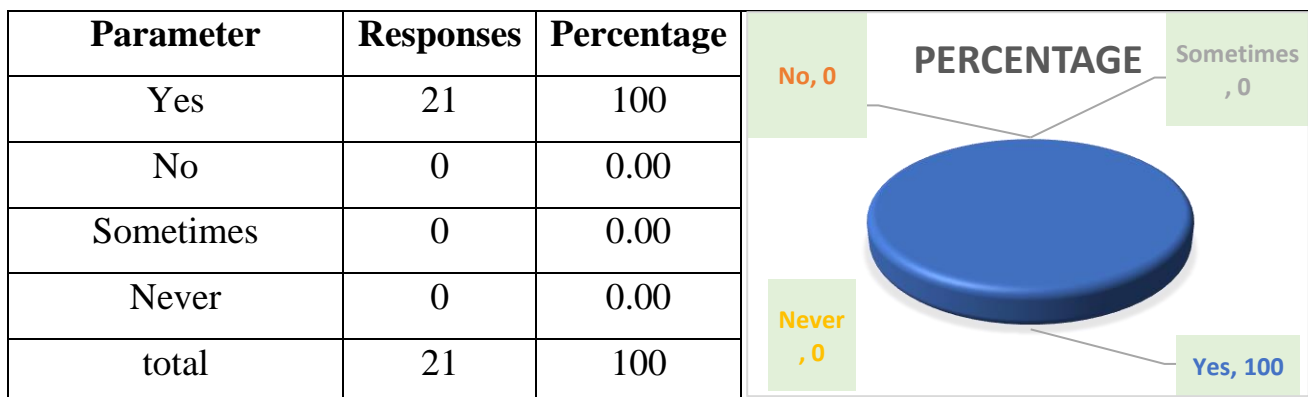 Parameter Responses Percentage
Yes 21 100
No 0 0.00
Sometimes 0 0.00
Never 0 0.00
total 21 100
PERCENTAGE
No, 0
Sometimes
, 0
Never
, 0
Yes, 100